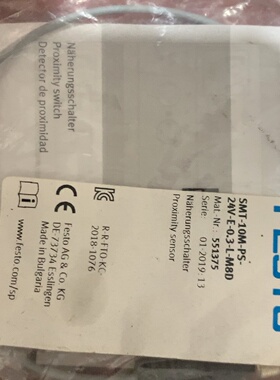 Näherungsschalter
Proximity switch
Detector de proximidad
SMT-10M-PS-
24V-E-0.3-L-M8D
Mat.-Nr.: 551375
Serie: 01 2019.13
Näherungsschalter
Proximity sensor
R-R-FTO-KC-
2018-1076
CE
Festo AG & Co. KG
DE 73734 Esslingen
Made in Bulgaria
www.festo.com/sp